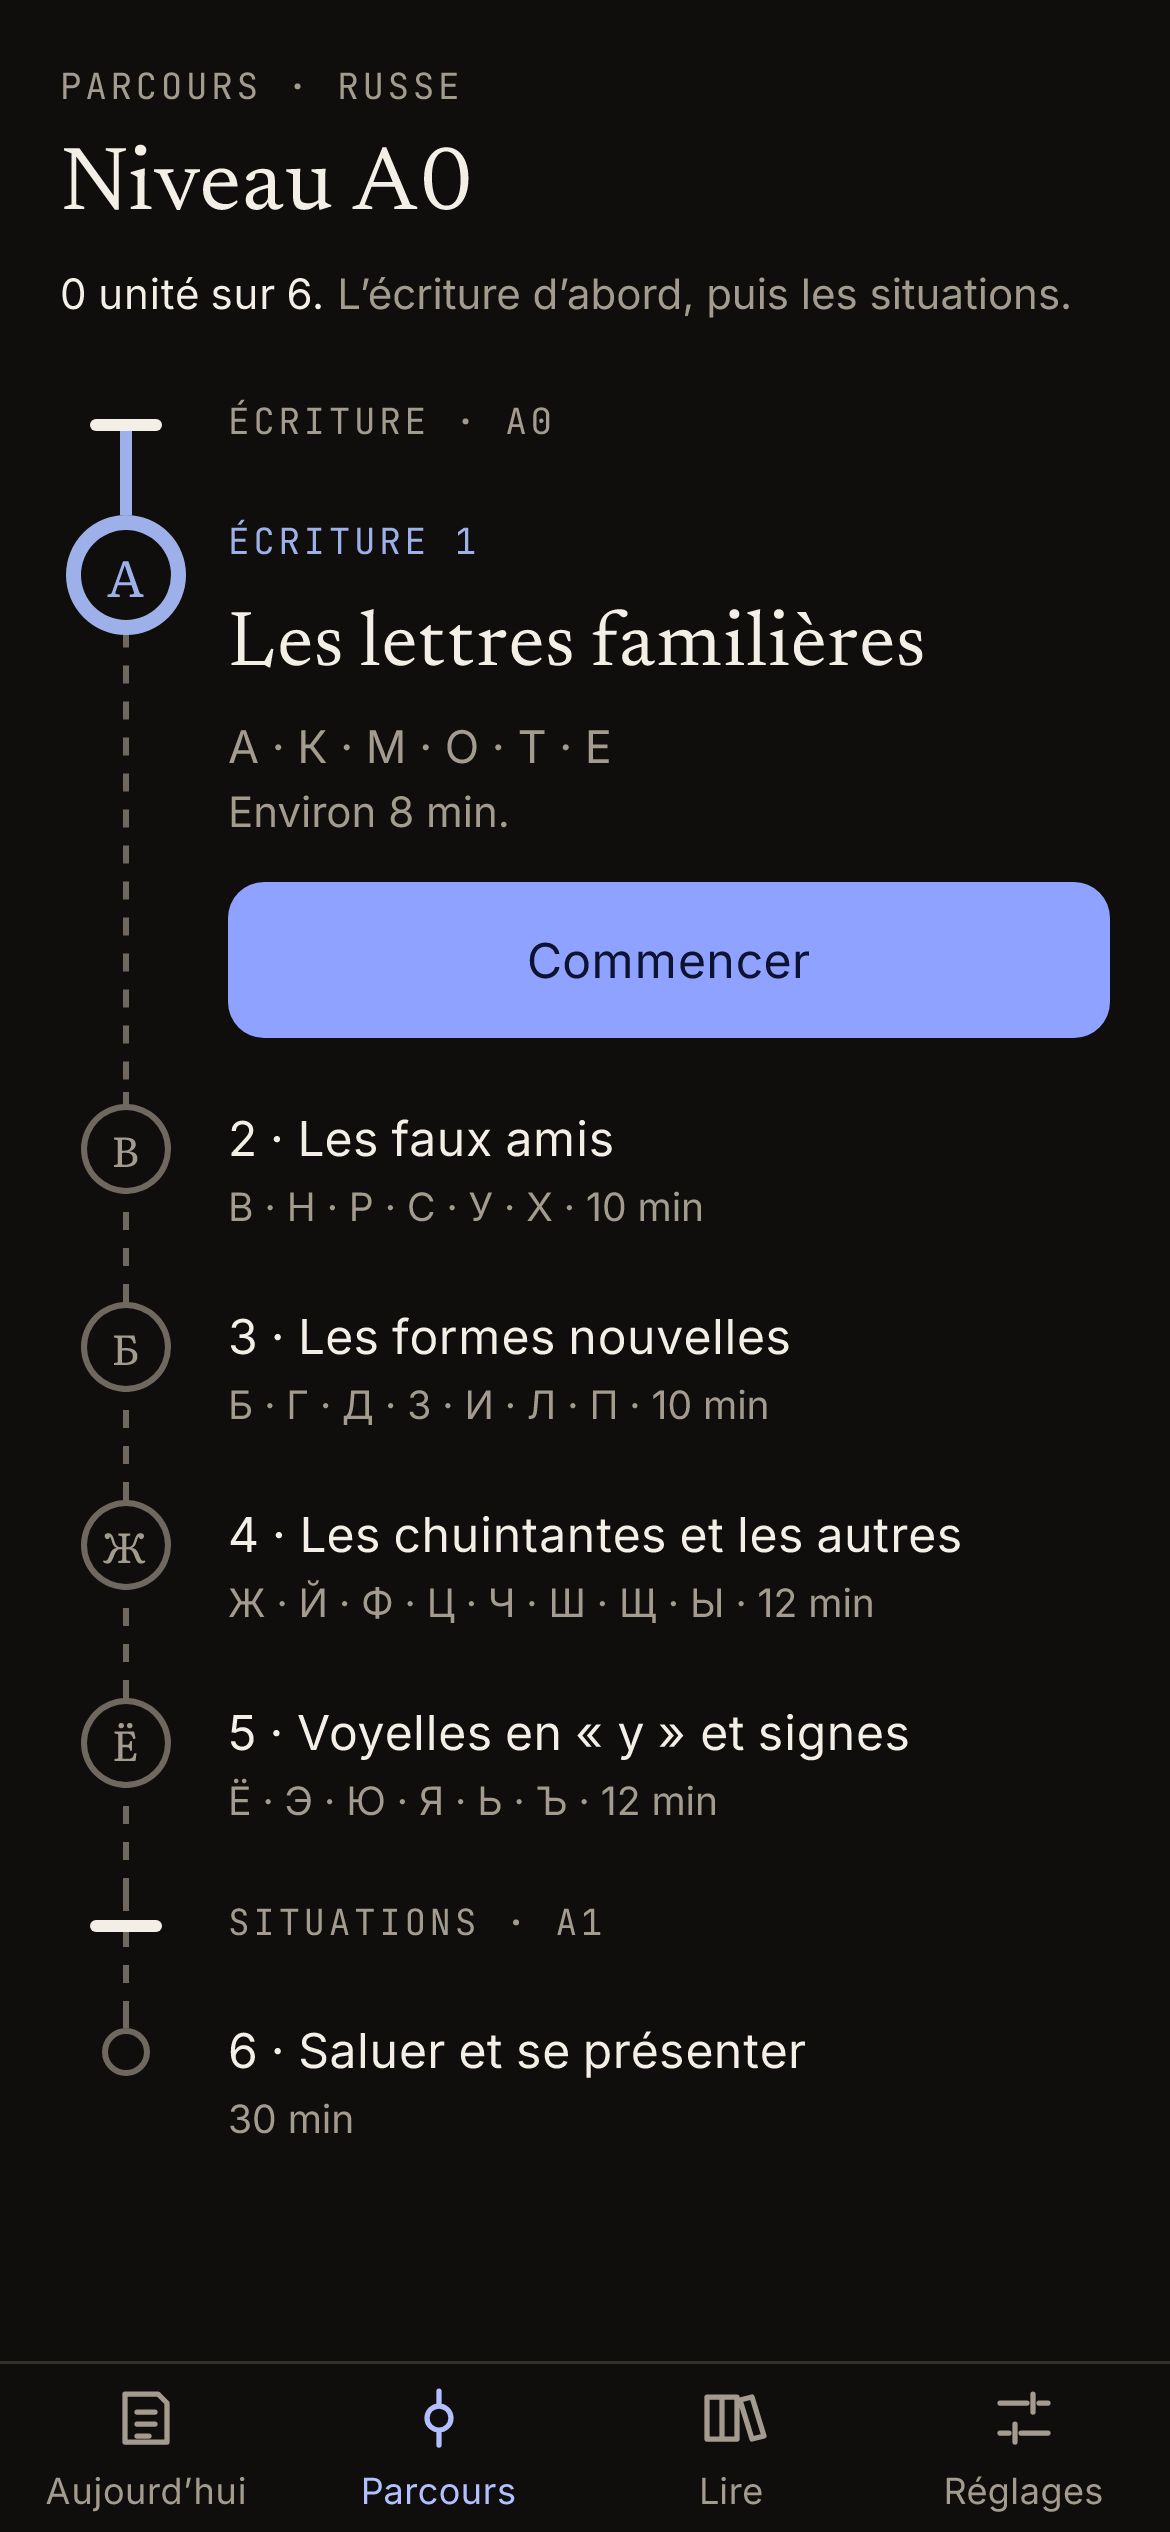 PARCOURS · RUSSE
Niveau A0
0 unité sur 6. L’écriture d’abord, puis les situations.
ÉCRITURE · A0
ÉCRITURE 1
А
Les lettres familières
А · К · М · О · Т · Е
Environ 8 min.
Commencer
В
2 · Les faux amis
В · Н · Р · С · У · Х · 10 min
Б
3 · Les formes nouvelles
Б · Г · Д · З · И · Л · П · 10 min
Ж
4 · Les chuintantes et les autres
Ж · Й · Ф · Ц · Ч · Ш · Щ · Ы · 12 min
Ё
5 · Voyelles en « y » et signes
Ё · Э · Ю · Я · Ь · Ъ · 12 min
SITUATIONS · A1
6 · Saluer et se présenter
30 min
Aujourd’hui
Parcours
Lire
Réglages